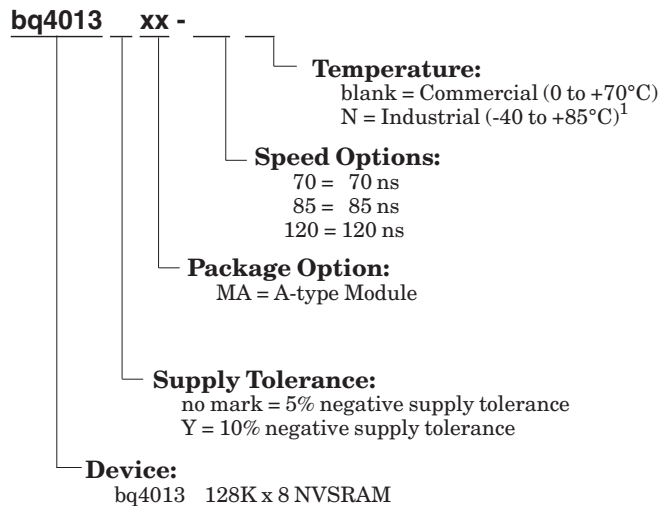 bq4013 xx -
Temperature:
blank = Commercial (0 to +70°C)
N = Industrial (-40 to +85°C)1
Speed Options:
70 = 70 ns
85 = 85 ns
120 = 120 ns
Package Option:
MA = A-type Module
Supply Tolerance:
no mark = 5% negative supply tolerance
Y = 10% negative supply tolerance
Device:
bq4013 128K x 8 NVSRAM